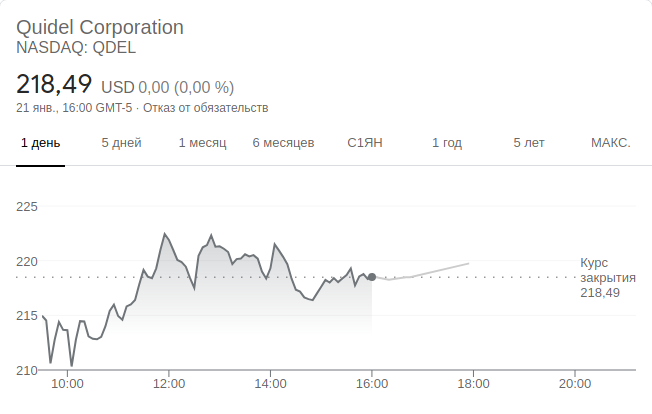 Quidel Corporation
NASDAQ: QDEL
218,49 USD 0,00 (0,00 %)
21 янв., 16:00 GMT-5 · Отказ от обязательств
1 день 5 дней 1 месяц 6 месяцев С1ЯН 1 год 5 лет МАКС.
225
220
Курс
закрытия
218,49
215
210
10:00 12:00 14:00 16:00 18:00 20:00